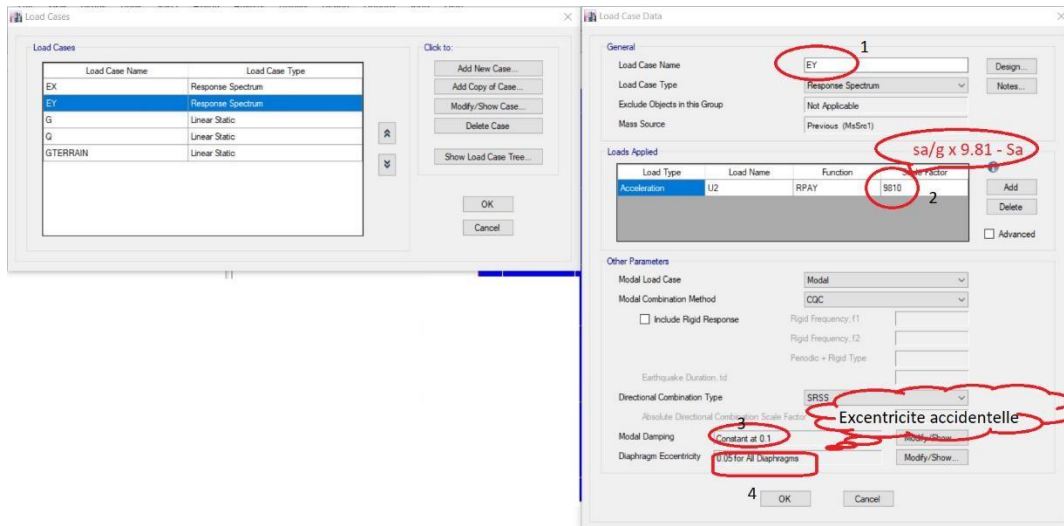 Load Cases
Load Cases
Click to:
Load Case Name Load Case Type
EX Response Spectrum
EY Response Spectrum
G Linear Static
Q Linear Static
GTERRAIN Linear Static
Add New Case...
Add Copy of Case...
Modify/Show Case...
Delete Case
Show Load Case Tree...
OK
Cancel
Load Case Data
General
1
Load Case Name EY Design...
Load Case Type Response Spectrum Notes...
Exclude Objects in this Group Not Applicable
Mass Source Previous (MsSrc1)
sa/g x 9.81 - Sa
Loads Applied
Load Type Load Name Function Factor
Acceleration U2 RPAY 9810 2
Add
Delete
Advanced
Other Parameters
Modal Load Case Modal
Modal Combination Method CQC
Include Rigid Response Rigid Frequency, f1
Rigid Frequency, f2
Periodic + Rigid Type
Earthquake Duration, td
Directional Combination Type SRSS
Absolute Directional Combination Scale Factor
Excentricite accidentelle
3
Modal Damping Constant at 0.1 Modify/Show...
Diaphragm Eccentricity 0.05 for All Diaphragms Modify/Show...
4 OK Cancel